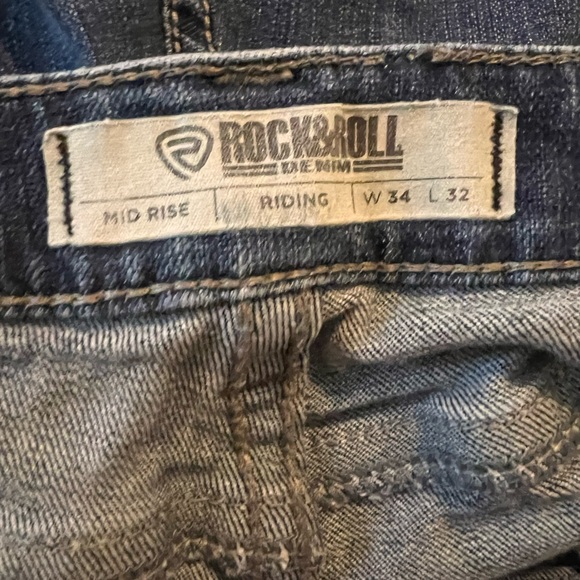 ROCK&ROLL
DENIM
MID RISE RIDING W 34 L 32